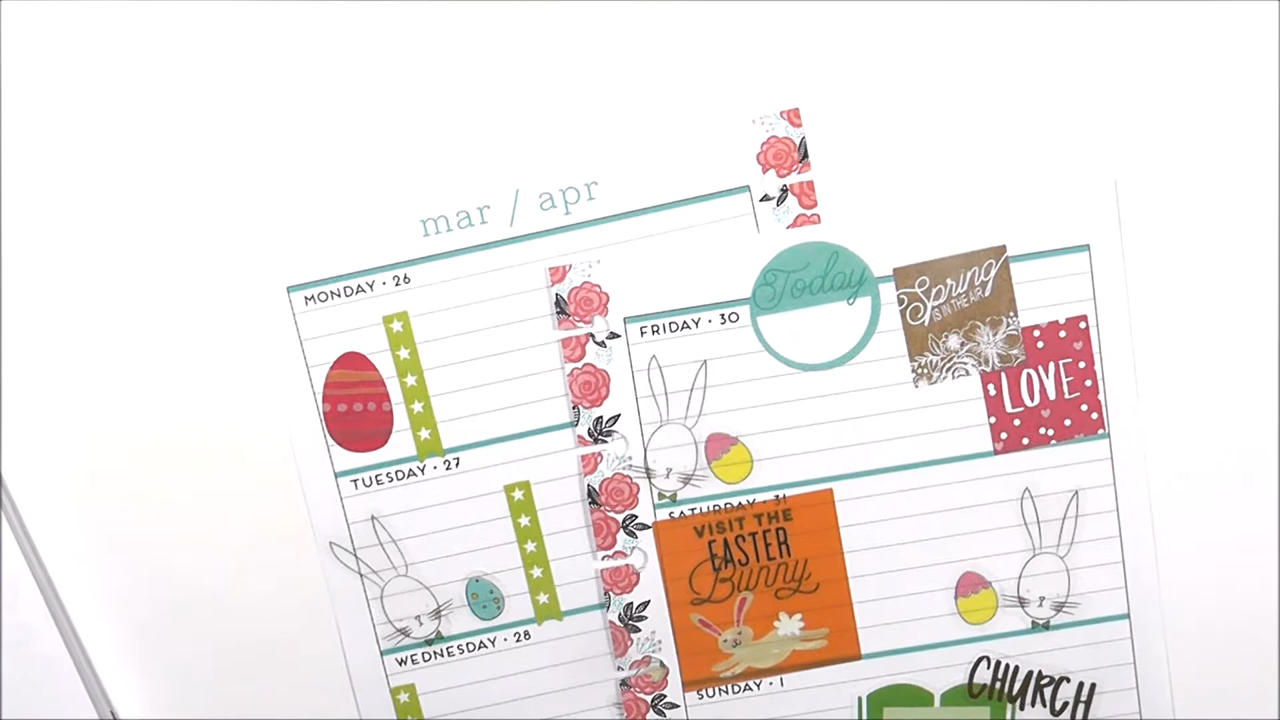 mar / apr
MONDAY • 26
TUESDAY • 27
WEDNESDAY • 28
FRIDAY • 30
Today
Spring
IS IN THE AIR
LOVE
SATURDAY • 31
VISIT THE
EASTER
Bunny
SUNDAY • 1
CHURCH